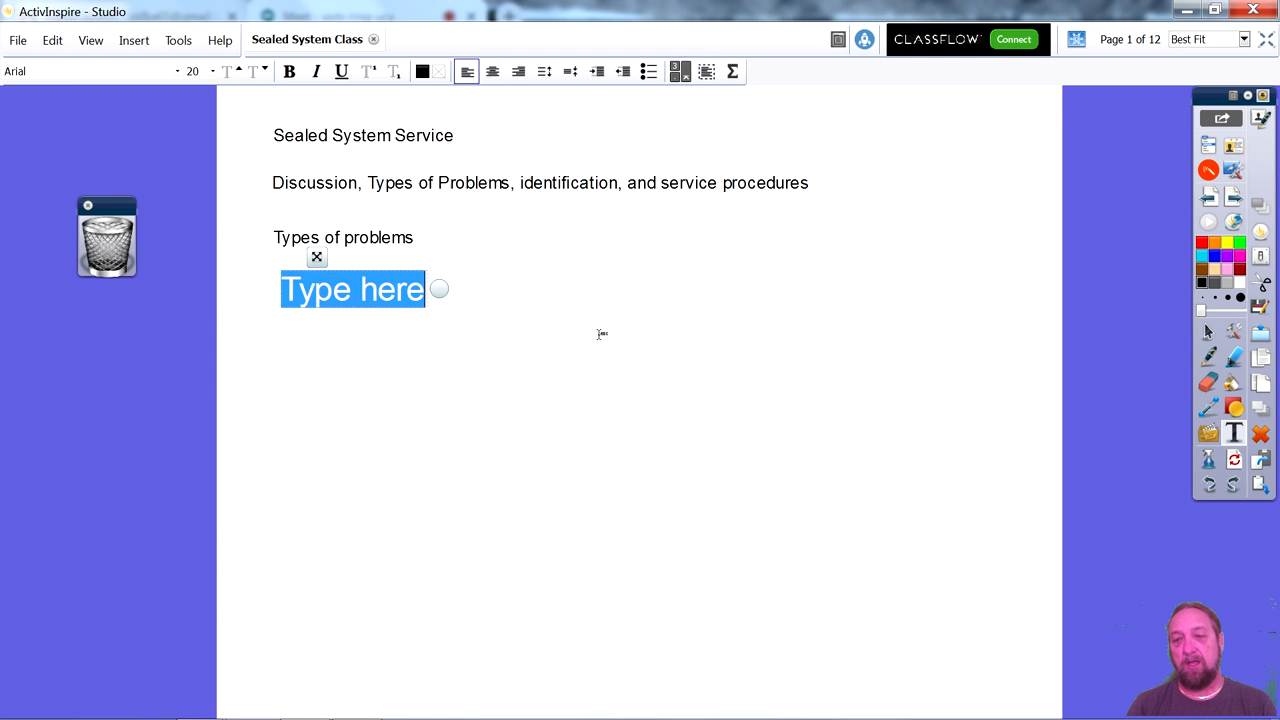 ActivInspire - Studio
File Edit View Insert Tools Help Sealed System Class CLASSFLOW Connect Page 1 of 12 Best Fit
Arial 20 B I U
Sealed System Service
Discussion, Types of Problems, identification, and service procedures
Types of problems
Type here